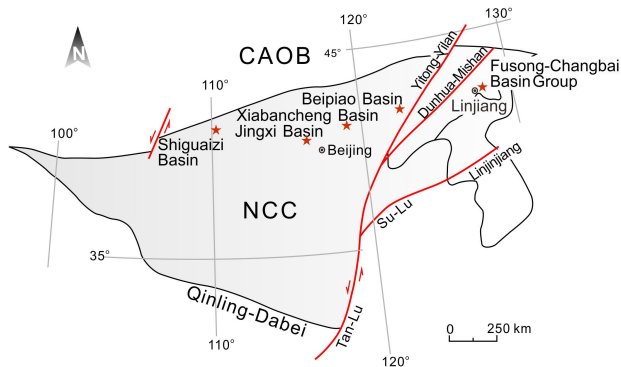 N
120°
130°
45°
CAOB
Yitong-Yilan
Dunhua-Mishan
Fusong-Changbai
Basin Group
Linjiang
110°
Beipiao Basin
Xiabancheng Basin
Jingxi Basin
Beijing
100°
Shiguaizi
Basin
Linjinjiang
NCC
Su-Lu
35°
Qinling-Dabei
Tan-Lu
0 250 km
110°
120°